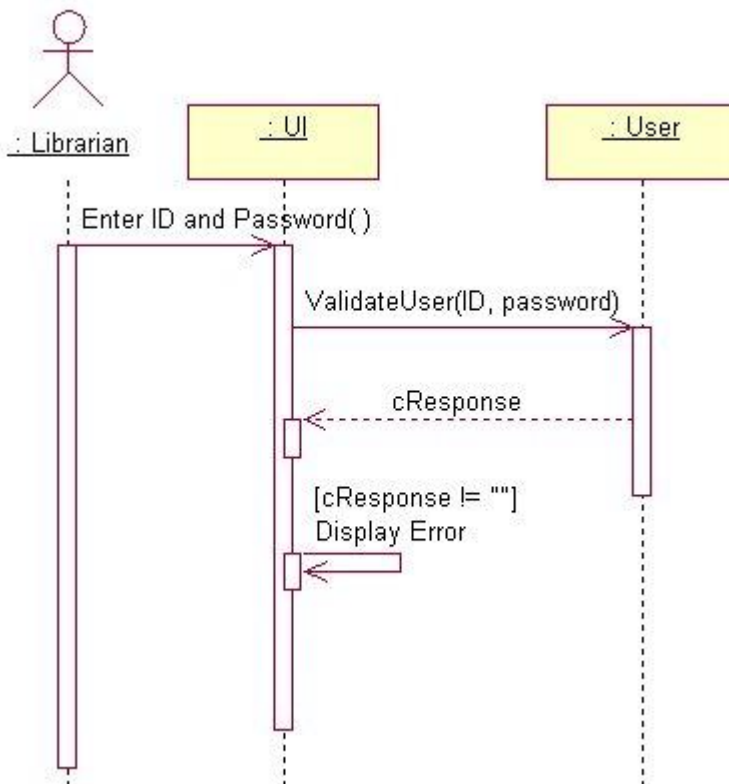 : Librarian
: UI
: User
Enter ID and Password( )
ValidateUser(ID, password)
cResponse
[cResponse != ""]
Display Error